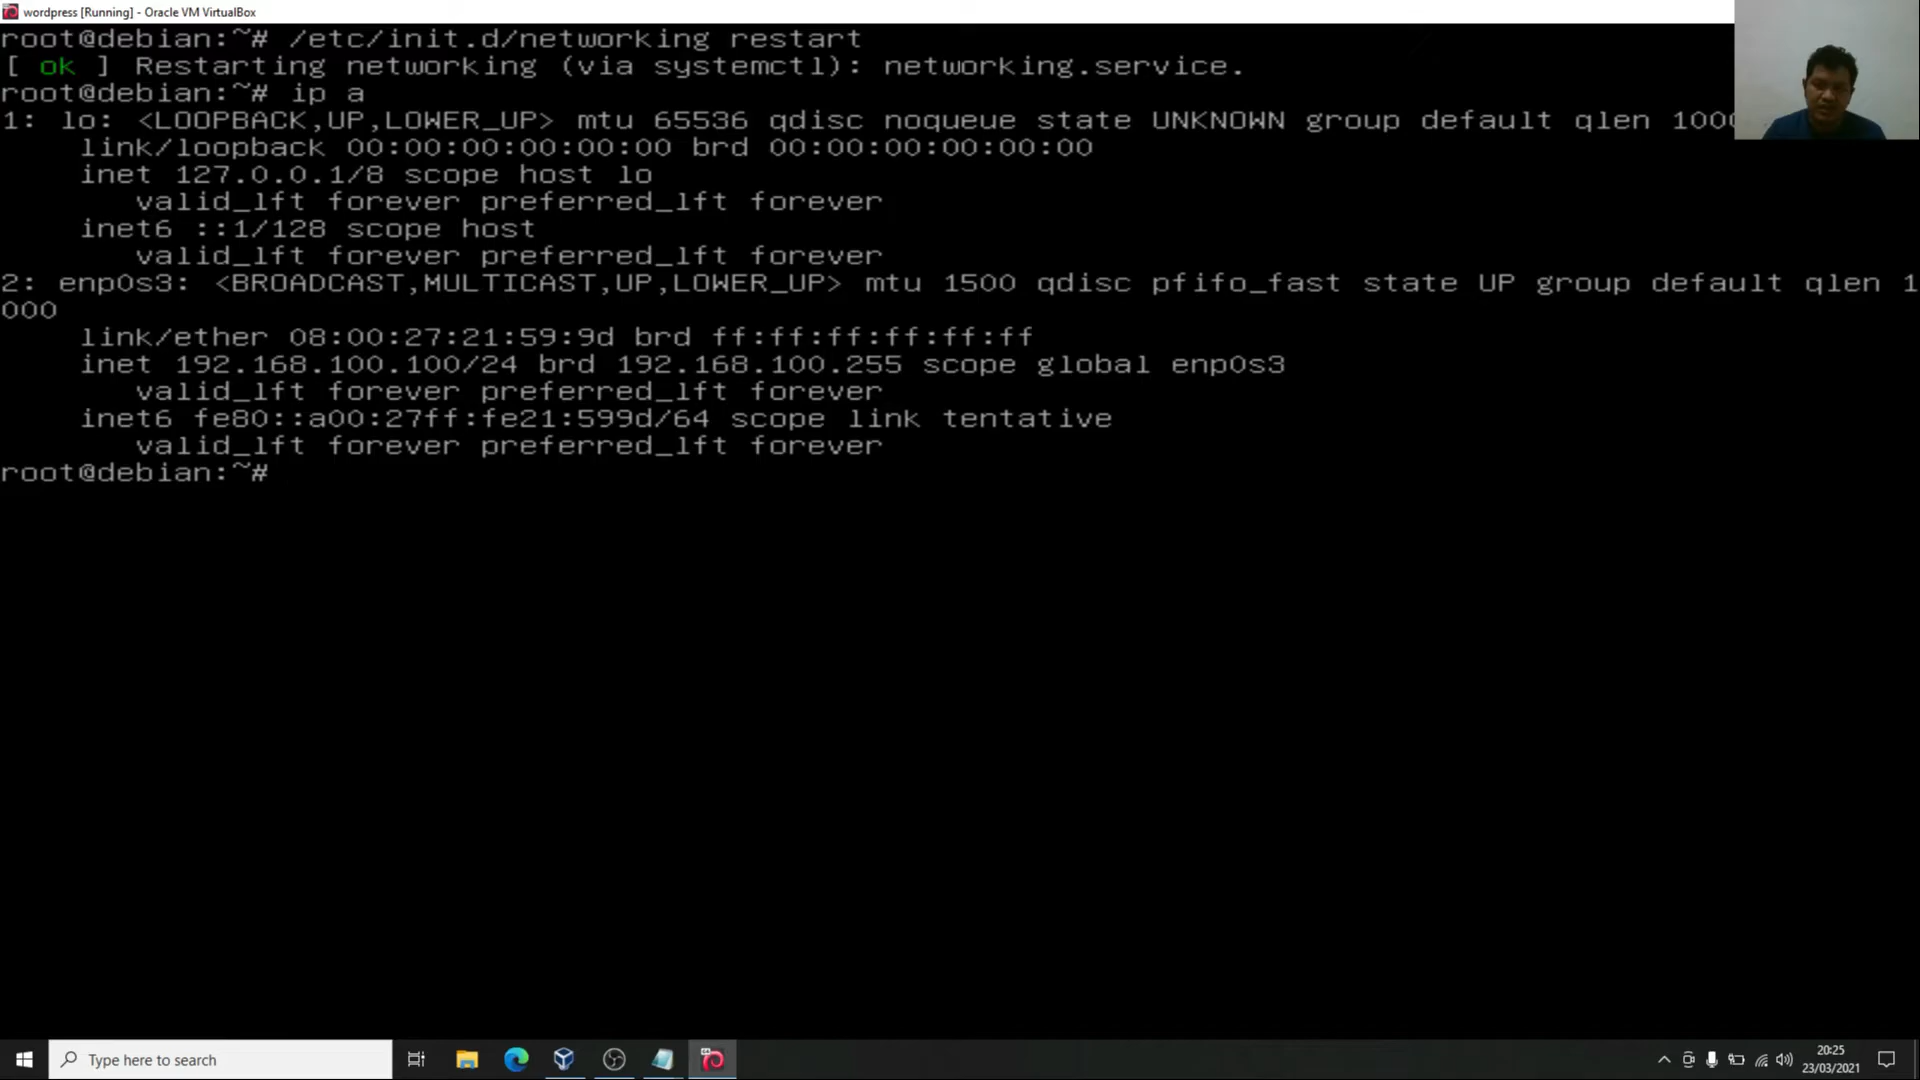 wordpress [Running] - Oracle VM VirtualBox
root@debian:~# /etc/init.d/networking restart
[ ok ] Restarting networking (via systemctl): networking.service.
root@debian:~# ip a
1: lo: <LOOPBACK,UP,LOWER_UP> mtu 65536 qdisc noqueue state UNKNOWN group default qlen 1000
link/loopback 00:00:00:00:00:00 brd 00:00:00:00:00:00
inet 127.0.0.1/8 scope host lo
valid_lft forever preferred_lft forever
inet6 ::1/128 scope host
valid_lft forever preferred_lft forever
2: enp0s3: <BROADCAST,MULTICAST,UP,LOWER_UP> mtu 1500 qdisc pfifo_fast state UP group default qlen 1
000
link/ether 08:00:27:21:59:9d brd ff:ff:ff:ff:ff:ff
inet 192.168.100.100/24 brd 192.168.100.255 scope global enp0s3
valid_lft forever preferred_lft forever
inet6 fe80::a00:27ff:fe21:599d/64 scope link tentative
valid_lft forever preferred_lft forever
root@debian:~#
Type here to search
20:25
23/03/2021